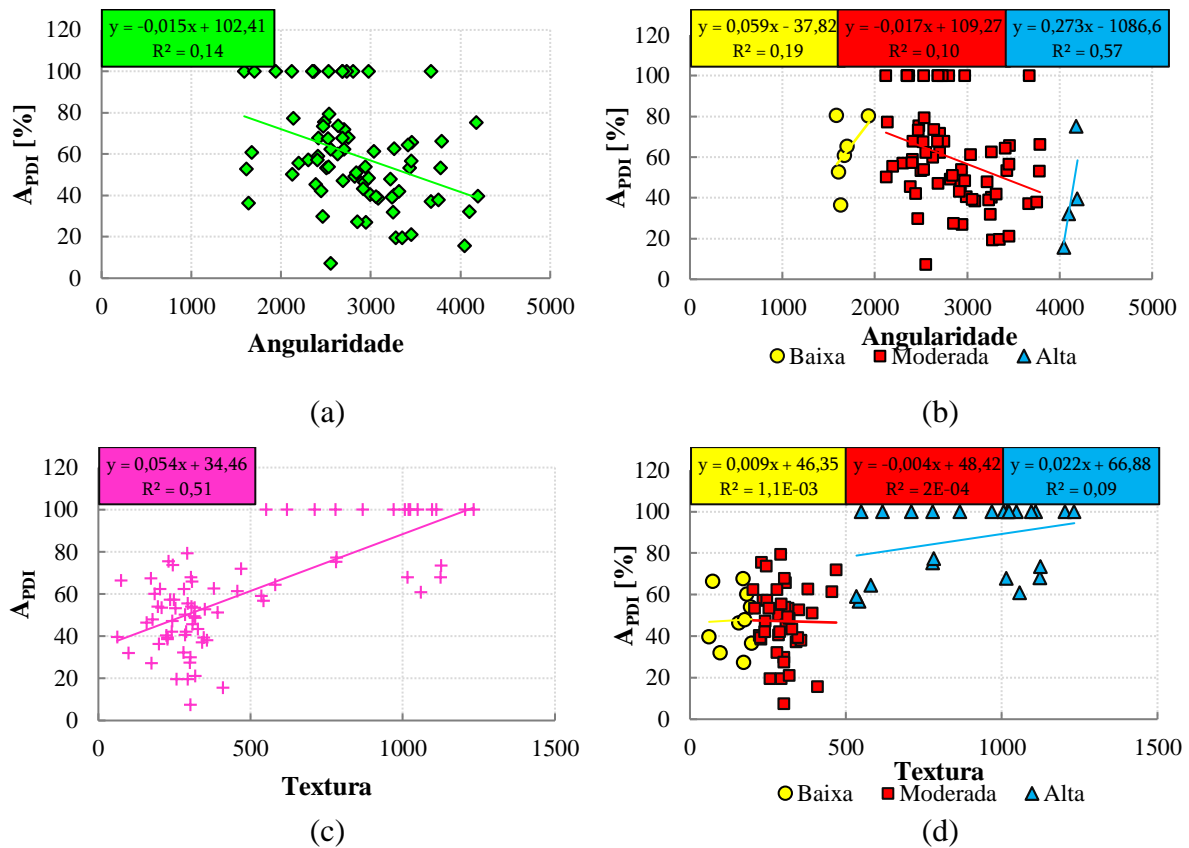 y = -0,015x + 102,41
R² = 0,14
120
100
80
60
40
20
0
A_PDI [%]
0 1000 2000 3000 4000 5000
Angularidade
(a)
y = 0,059x - 37,82
R² = 0,19
y = -0,017x + 109,27
R² = 0,10
y = 0,273x - 1086,6
R² = 0,57
120
100
80
60
40
20
0
A_PDI [%]
0 1000 2000 3000 4000 5000
Angularidade
Baixa Moderada Alta
(b)
y = 0,054x + 34,46
R² = 0,51
120
100
80
60
40
20
0
A_PDI
0 500 1000 1500
Textura
(c)
y = 0,009x + 46,35
R² = 1,1E-03
y = -0,004x + 48,42
R² = 2E-04
y = 0,022x + 66,88
R² = 0,09
120
100
80
60
40
20
0
A_PDI [%]
0 500 1000 1500
Textura
Baixa Moderada Alta
(d)